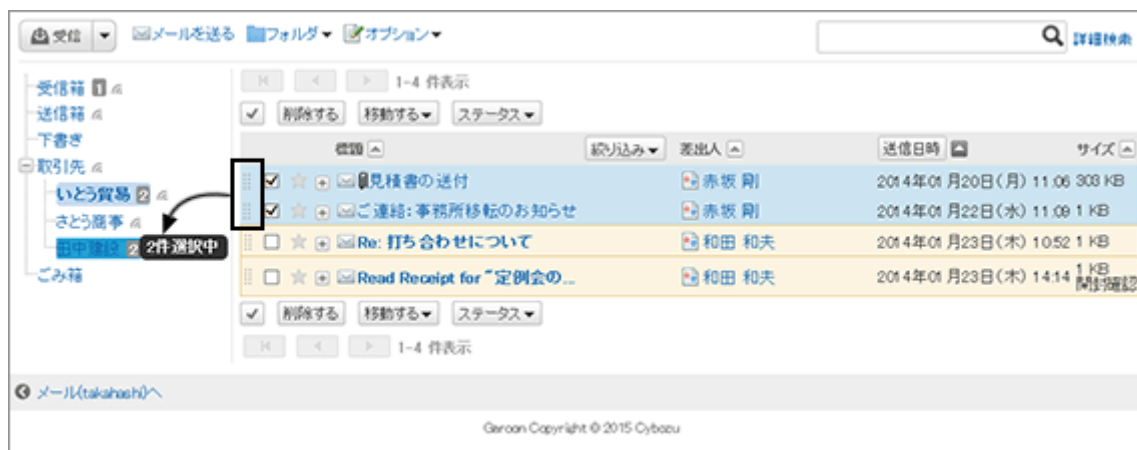 受信 メールを送る フォルダ オプション 詳細検索
受信箱 1
送信箱
下書き
取引先
いとう貿易 2
さとう商事
田中建設 2
2件選択中
ごみ箱
1-4 件表示
削除する 移動する ステータス
標題 絞り込み 差出人 送信日時 サイズ
見積書の送付 赤坂 剛 2014年01月20日(月) 11:06 303 KB
ご連絡:事務所移転のお知らせ 赤坂 剛 2014年01月22日(水) 11:09 1 KB
Re: 打ち合わせについて 和田 和夫 2014年01月23日(木) 10:52 1 KB
Read Receipt for "定例会の... 和田 和夫 2014年01月23日(木) 14:14 1 KB
開封確認
削除する 移動する ステータス
1-4 件表示
メール(takahashi)へ
Garoon Copyright © 2015 Cybozu